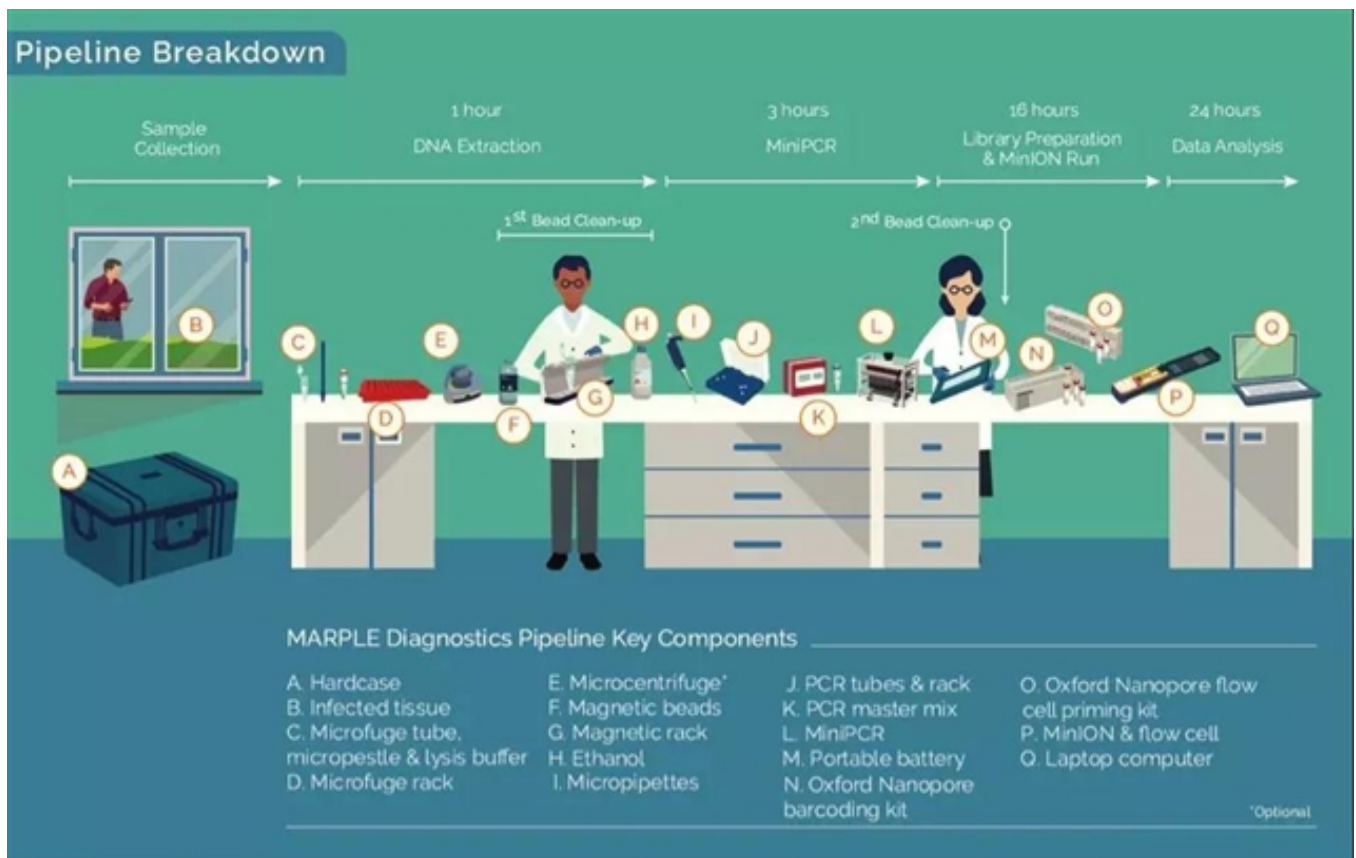 Pipeline Breakdown
Sample
Collection
1 hour
DNA Extraction
3 hours
MiniPCR
16 hours
Library Preparation
& MinION Run
24 hours
Data Analysis
1st Bead Clean-up
2nd Bead Clean-up
A
B
C
D
E
F
G
H
I
J
K
L
M
N
O
P
Q
MARPLE Diagnostics Pipeline Key Components
A. Hardcase
B. Infected tissue
C. Microfuge tube,
micropestle & lysis buffer
D. Microfuge rack
E. Microcentrifuge*
F. Magnetic beads
G. Magnetic rack
H. Ethanol
I. Micropipettes
J. PCR tubes & rack
K. PCR master mix
L. MiniPCR
M. Portable battery
N. Oxford Nanopore
barcoding kit
O. Oxford Nanopore flow
cell priming kit
P. MinION & flow cell
Q. Laptop computer
*Optional